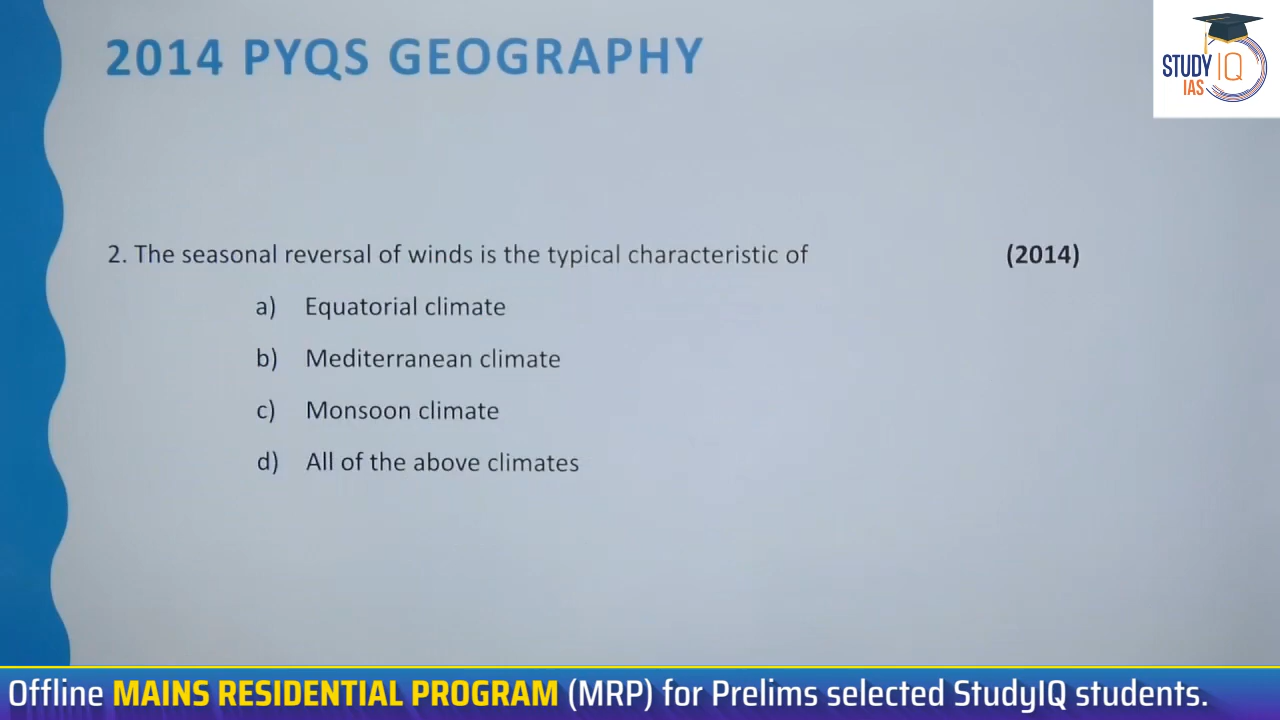 2014 PYQS GEOGRAPHY
STUDY IQ
IAS
2. The seasonal reversal of winds is the typical characteristic of (2014)
a) Equatorial climate
b) Mediterranean climate
c) Monsoon climate
d) All of the above climates
Offline MAINS RESIDENTIAL PROGRAM (MRP) for Prelims selected StudyIQ students.